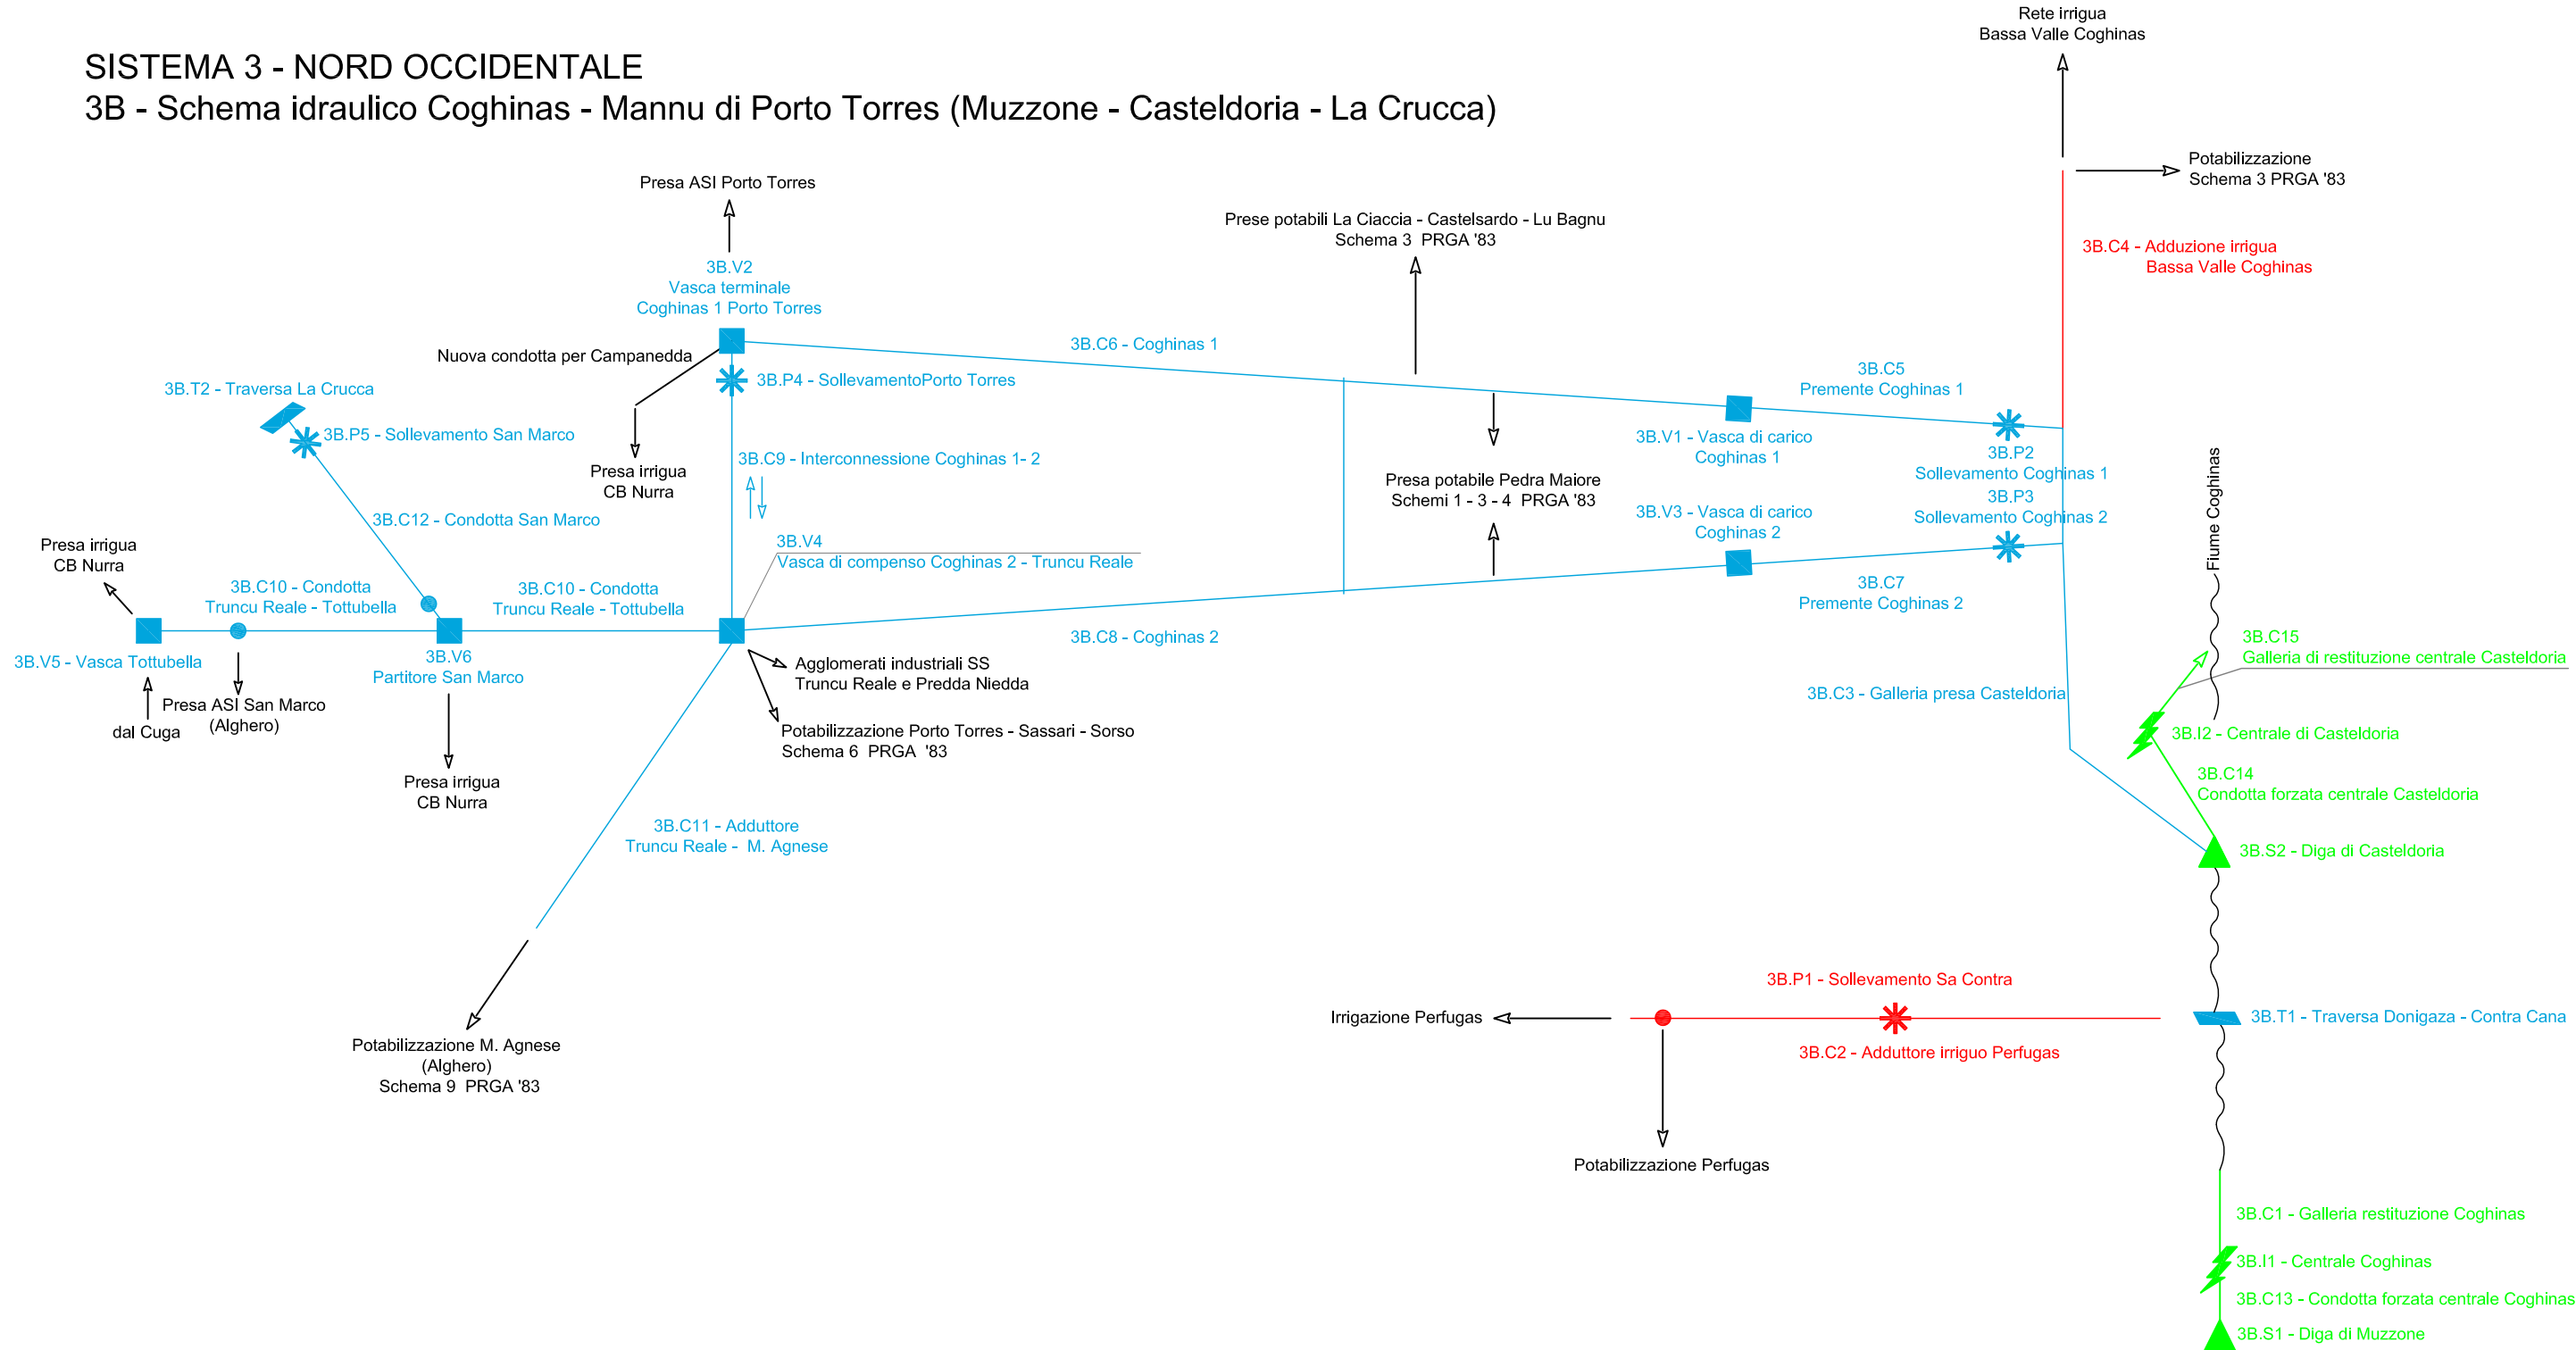 SISTEMA 3 - NORD OCCIDENTALE
3B - Schema idraulico Coghinas - Mannu di Porto Torres (Muzzone - Casteldoria - La Crucca)
Rete irrigua
Bassa Valle Coghinas
Potabilizzazione
Schema 3 PRGA '83
3B.C4 - Adduzione irrigua
Bassa Valle Coghinas
Presa ASI Porto Torres
3B.V2
Vasca terminale
Coghinas 1 Porto Torres
Prese potabili La Ciaccia - Castelsardo - Lu Bagnu
Schema 3  PRGA '83
Nuova condotta per Campanedda
3B.C6 - Coghinas 1
3B.C5
Premente Coghinas 1
3B.T2 - Traversa La Crucca
3B.P4 - SollevamentoPorto Torres
3B.P5 - Sollevamento San Marco
3B.V1 - Vasca di carico
Coghinas 1
3B.P2
Sollevamento Coghinas 1
Presa irrigua
CB Nurra
3B.C9 - Interconnessione Coghinas 1- 2
Presa potabile Pedra Maiore
Schemi 1 - 3 - 4  PRGA '83
3B.P3
Sollevamento Coghinas 2
3B.V3 - Vasca di carico
Coghinas 2
Fiume Coghinas
3B.C12 - Condotta San Marco
3B.V4
Vasca di compenso Coghinas 2 - Truncu Reale
Presa irrigua
CB Nurra
3B.C10 - Condotta
Truncu Reale - Tottubella
3B.C10 - Condotta
Truncu Reale - Tottubella
3B.C7
Premente Coghinas 2
3B.C8 - Coghinas 2
3B.V5 - Vasca Tottubella
3B.V6
Partitore San Marco
Agglomerati industriali SS
Truncu Reale e Predda Niedda
3B.C15
Galleria di restituzione centrale Casteldoria
3B.C3 - Galleria presa Casteldoria
Presa ASI San Marco
(Alghero)
dal Cuga
Potabilizzazione Porto Torres - Sassari - Sorso
Schema 6  PRGA  '83
3B.I2 - Centrale di Casteldoria
Presa irrigua
CB Nurra
3B.C14
Condotta forzata centrale Casteldoria
3B.C11 - Adduttore
Truncu Reale -  M. Agnese
3B.S2 - Diga di Casteldoria
3B.P1 - Sollevamento Sa Contra
Irrigazione Perfugas
3B.T1 - Traversa Donigaza - Contra Cana
3B.C2 - Adduttore irriguo Perfugas
Potabilizzazione M. Agnese
(Alghero)
Schema 9  PRGA '83
Potabilizzazione Perfugas
3B.C1 - Galleria restituzione Coghinas
3B.I1 - Centrale Coghinas
3B.C13 - Condotta forzata centrale Coghinas
3B.S1 - Diga di Muzzone